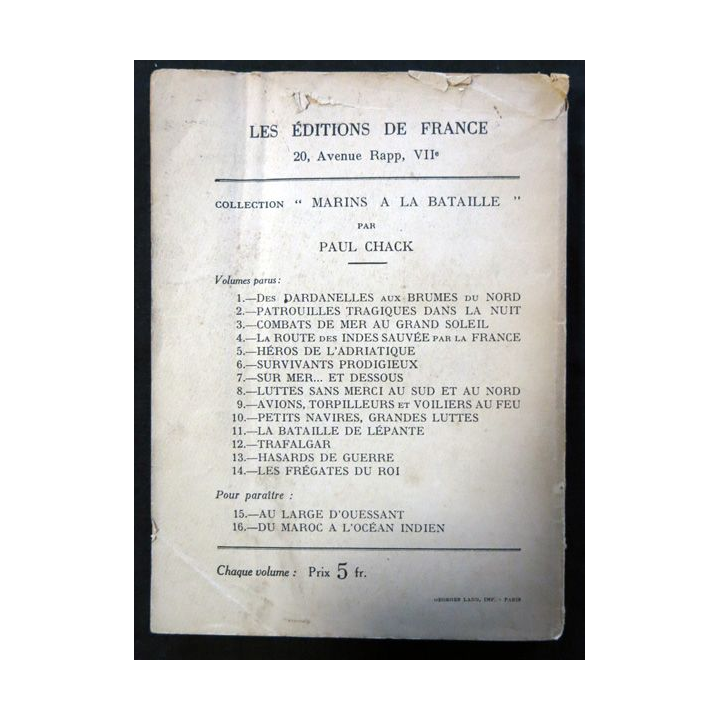 LES ÉDITIONS DE FRANCE
20, Avenue Rapp, VIIe
COLLECTION “ MARINS A LA BATAILLE ”
PAR
PAUL CHACK
Volumes parus :
1.—DES DARDANELLES AUX BRUMES DU NORD
2.—PATROUILLES TRAGIQUES DANS LA NUIT
3.—COMBATS DE MER AU GRAND SOLEIL
4.—LA ROUTE DES INDES SAUVÉE PAR LA FRANCE
5.—HÉROS DE L'ADRIATIQUE
6.—SURVIVANTS PRODIGIEUX
7.—SUR MER... ET DESSOUS
8.—LUTTES SANS MERCI AU SUD ET AU NORD
9.—AVIONS, TORPILLEURS ET VOILIERS AU FEU
10.—PETITS NAVIRES, GRANDES LUTTES
11.—LA BATAILLE DE LÉPANTE
12.—TRAFALGAR
13.—HASARDS DE GUERRE
14.—LES FRÉGATES DU ROI
Pour paraître :
15.—AU LARGE D'OUESSANT
16.—DU MAROC A L'OCÉAN INDIEN
Chaque volume : Prix 5 fr.
GEORGES LANG, IMP. - PARIS